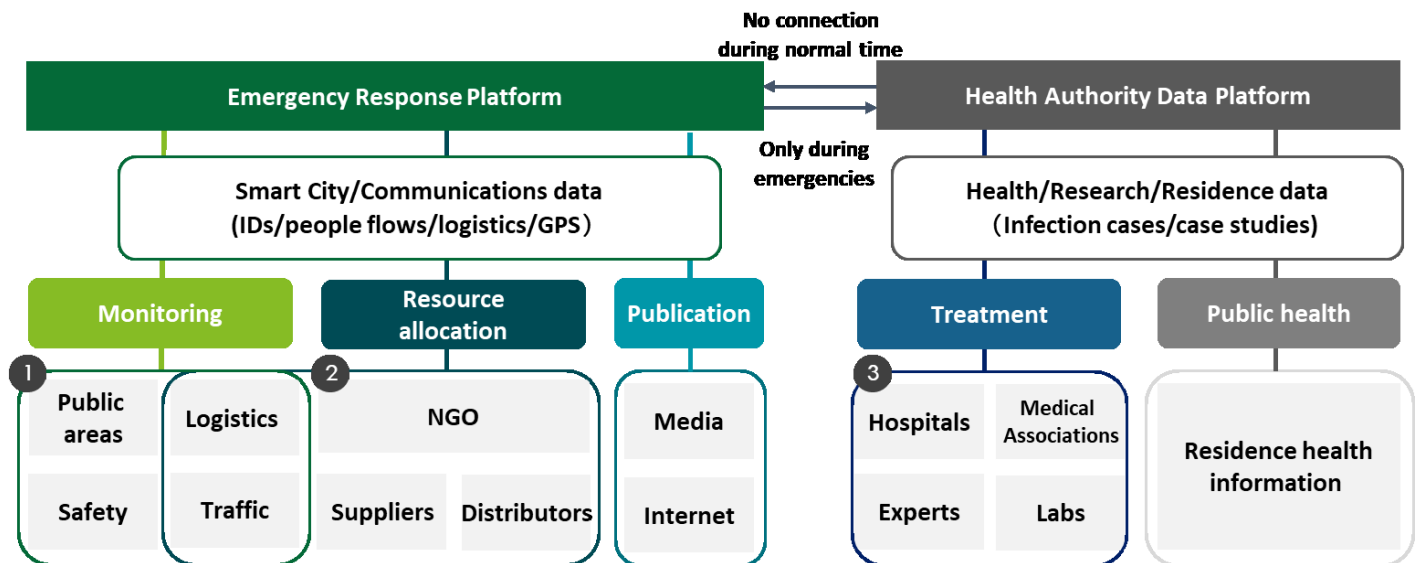 No connection
during normal time
Emergency Response Platform
Health Authority Data Platform
Only during
emergencies
Smart City/Communications data
(IDs/people flows/logistics/GPS）
Health/Research/Residence data
（Infection cases/case studies)
Monitoring
Resource
allocation
Publication
Treatment
Public health
1
Public
areas
Logistics
Safety
Traffic
2
NGO
Suppliers
Distributors
Media
Internet
3
Hospitals
Medical
Associations
Experts
Labs
Residence health
information